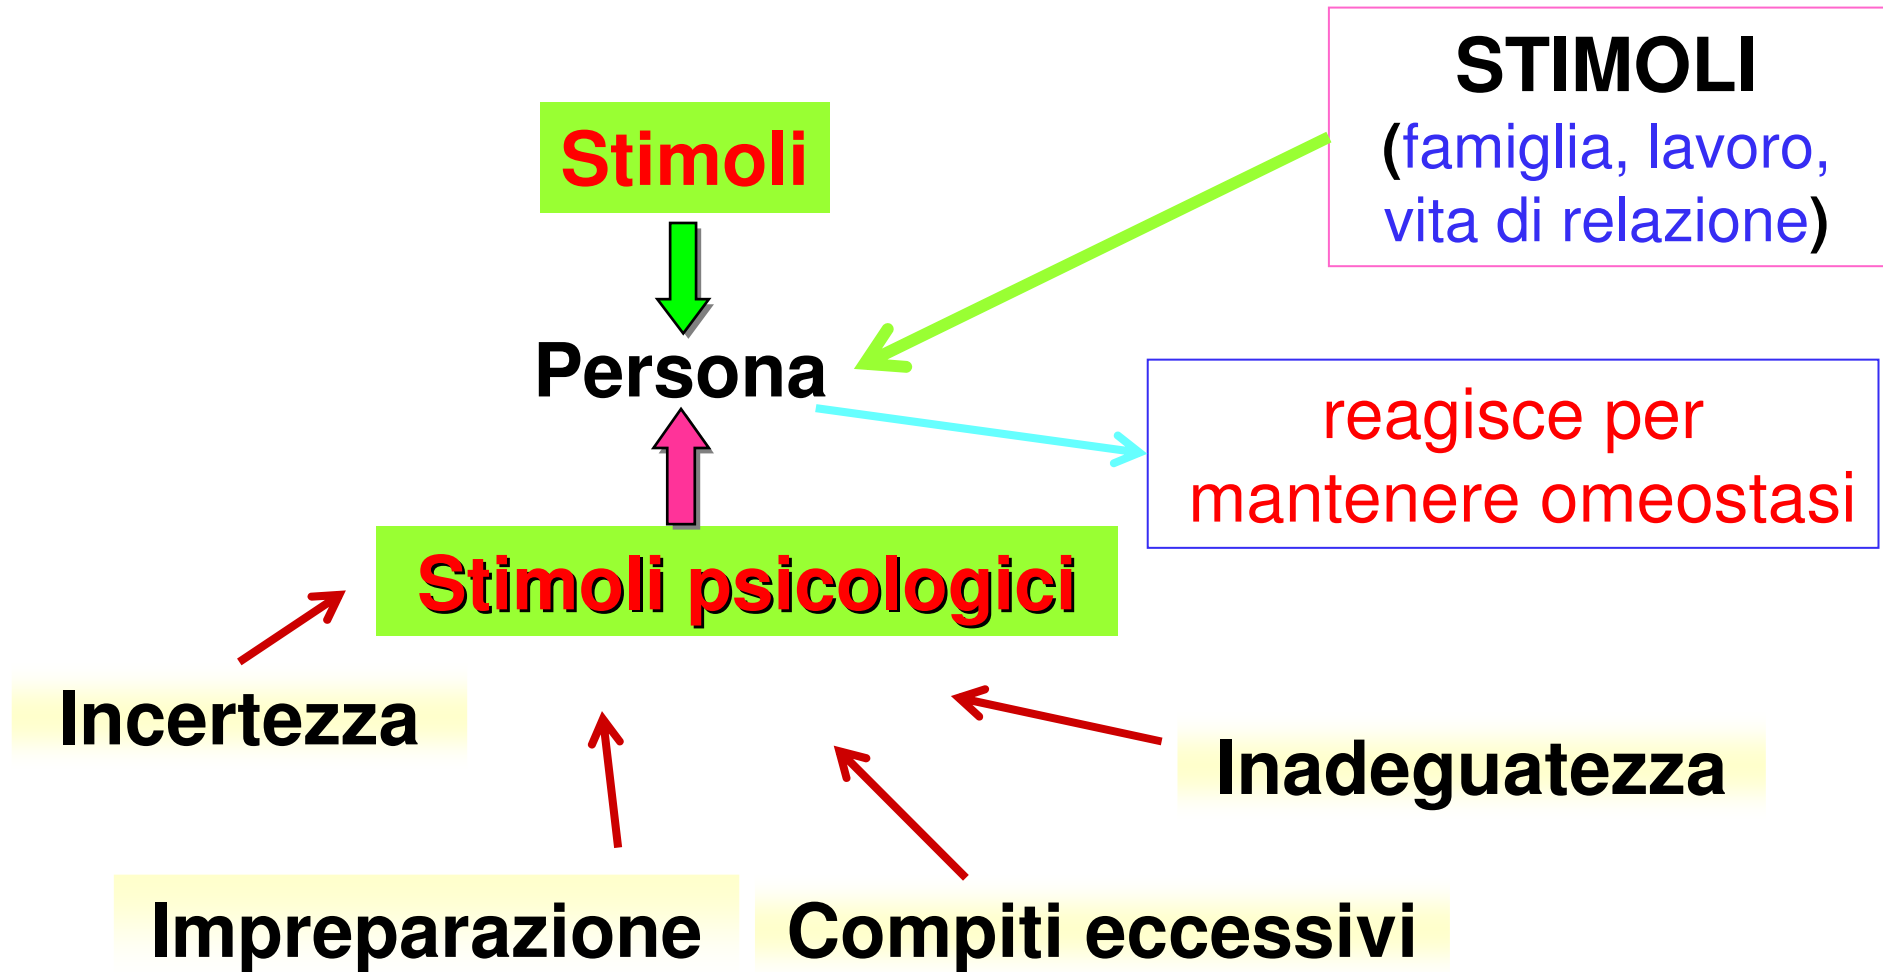 STIMOLI
(famiglia, lavoro,
vita di relazione)
Stimoli
Persona
reagisce per
mantenere omeostasi
Stimoli psicologici
Incertezza
Inadeguatezza
Impreparazione
Compiti eccessivi